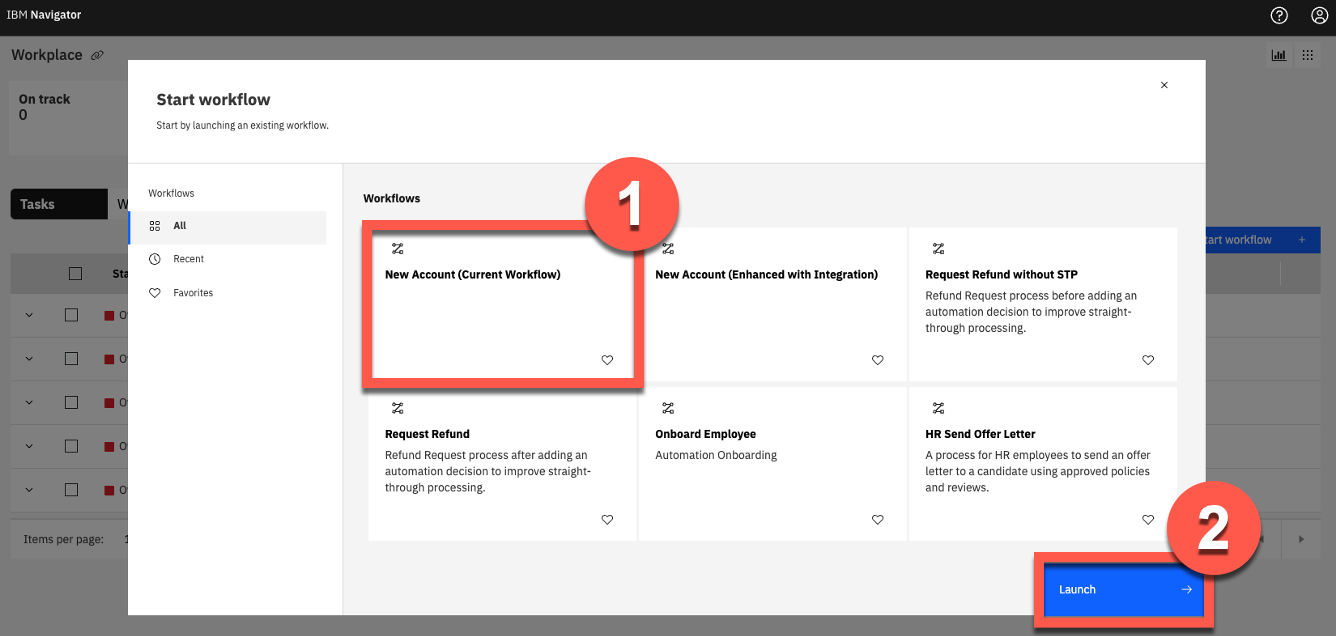 IBM Navigator
Workplace
On track
0
Tasks
W
Start workflow
Start by launching an existing workflow.
Workflows
All
Recent
Favorites
Workflows
1
New Account (Current Workflow)
New Account (Enhanced with Integration)
Request Refund without STP
Refund Request process before adding an
automation decision to improve straight-
through processing.
Request Refund
Refund Request process after adding an
automation decision to improve straight-
through processing.
Onboard Employee
Automation Onboarding
HR Send Offer Letter
A process for HR employees to send an offer
letter to a candidate using approved policies
and reviews.
2
Launch
tart workflow +
Sta
O
O
O
O
O
Items per page: 1